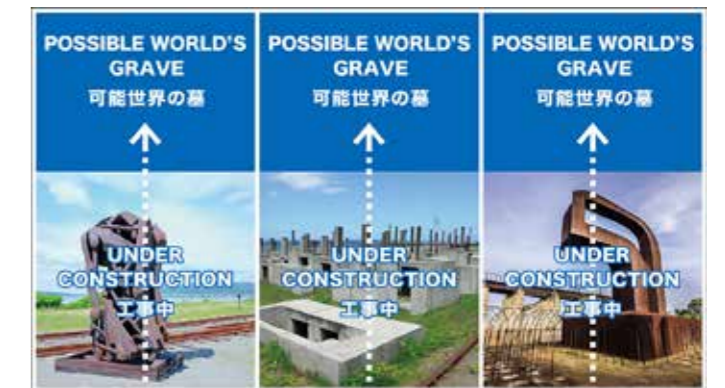 POSSIBLE WORLD'S
GRAVE
可能世界の墓
UNDER
CONSTRUCTION
工事中
POSSIBLE WORLD'S
GRAVE
可能世界の墓
UNDER
CONSTRUCTION
工事中
POSSIBLE WORLD'S
GRAVE
可能世界の墓
UNDER
CONSTRUCTION
工事中